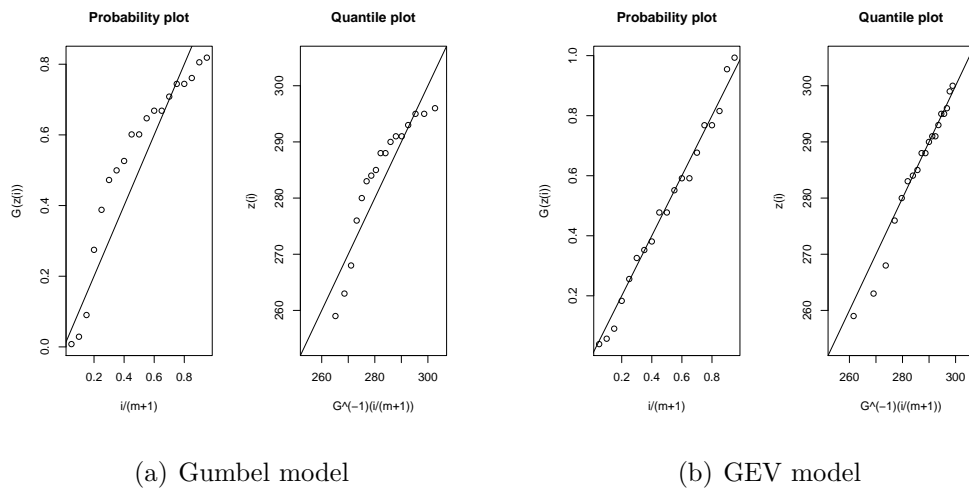 Probability plot
G(z(i))
0.0 0.2 0.4 0.6 0.8
0.2 0.4 0.6 0.8
i/(m+1)
Quantile plot
z(i)
260 270 280 290 300
260 280 300
G^(-1)(i/(m+1))
(a) Gumbel model
Probability plot
G(z(i))
0.2 0.4 0.6 0.8 1.0
0.2 0.4 0.6 0.8
i/(m+1)
Quantile plot
z(i)
260 270 280 290 300
260 280 300
G^(-1)(i/(m+1))
(b) GEV model